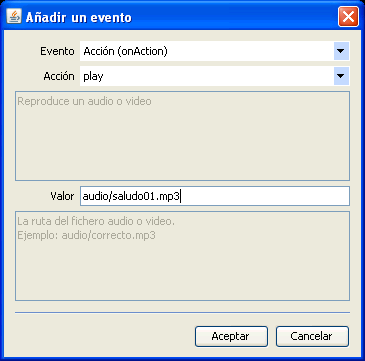 Añadir un evento
Evento Acción (onAction)
Acción play
Reproduce un audio o video
Valor audio/saludo01.mp3
La ruta del fichero audio o video.
Ejemplo: audio/correcto.mp3
Aceptar Cancelar